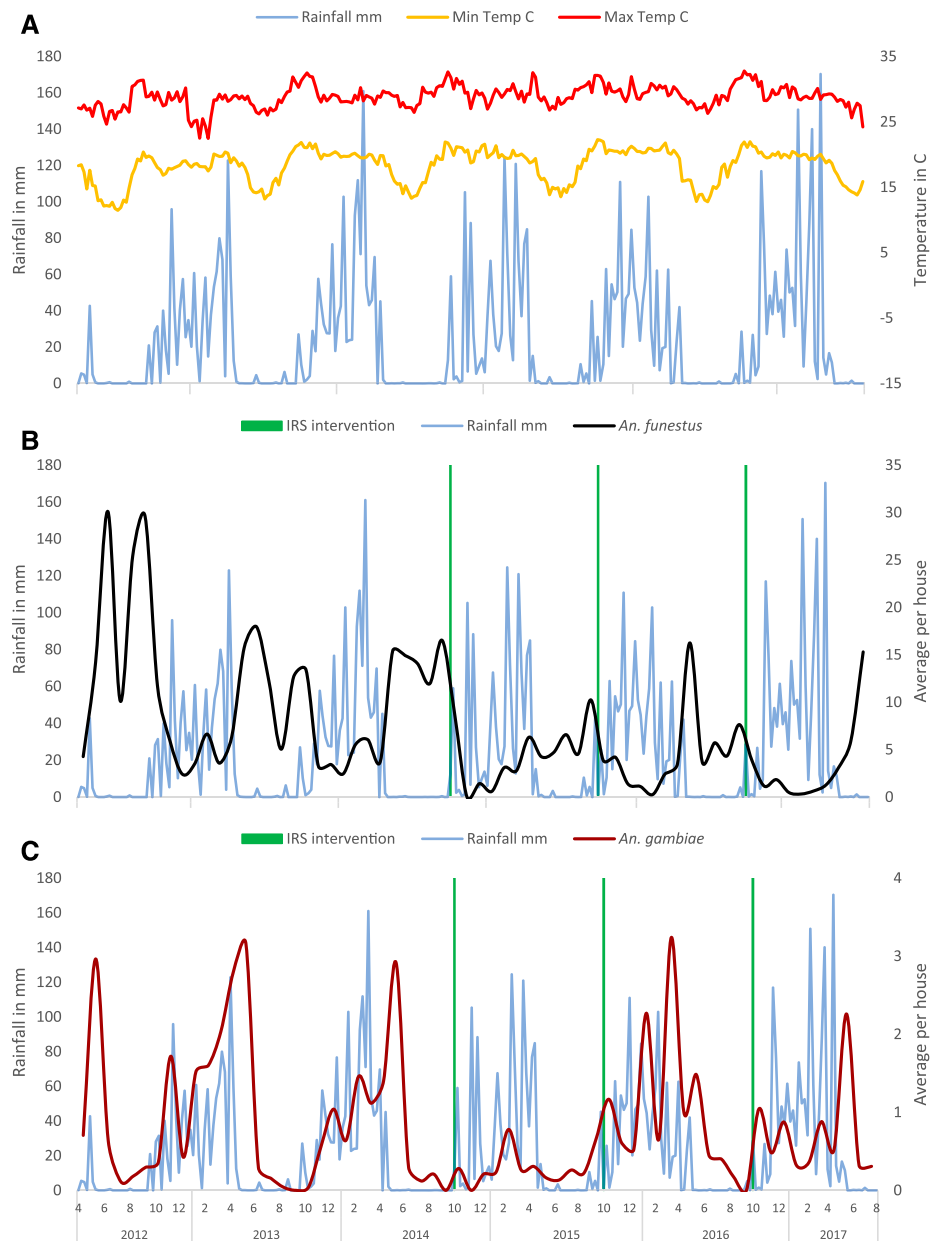 A
Rainfall mm Min Temp C Max Temp C
180 35
160
140 25
120
100 15
80 5
60
40 -5
20
0 -15
Rainfall in mm
Temperature in C
B
IRS intervention Rainfall mm An. funestus
180 35
160 30
140 25
120
100 20
80 15
60 10
40
20 5
0 0
Rainfall in mm
Average per house
C
IRS intervention Rainfall mm An. gambiae
180 4
160
140 3
120
100
80 2
60
40 1
20
0 0
Rainfall in mm
Average per house
4 6 8 10 12 2 4 6 8 10 12 2 4 6 8 10 12 2 4 6 8 10 12 2 4 6 8 10 12 2 4 6 8
2012 2013 2014 2015 2016 2017